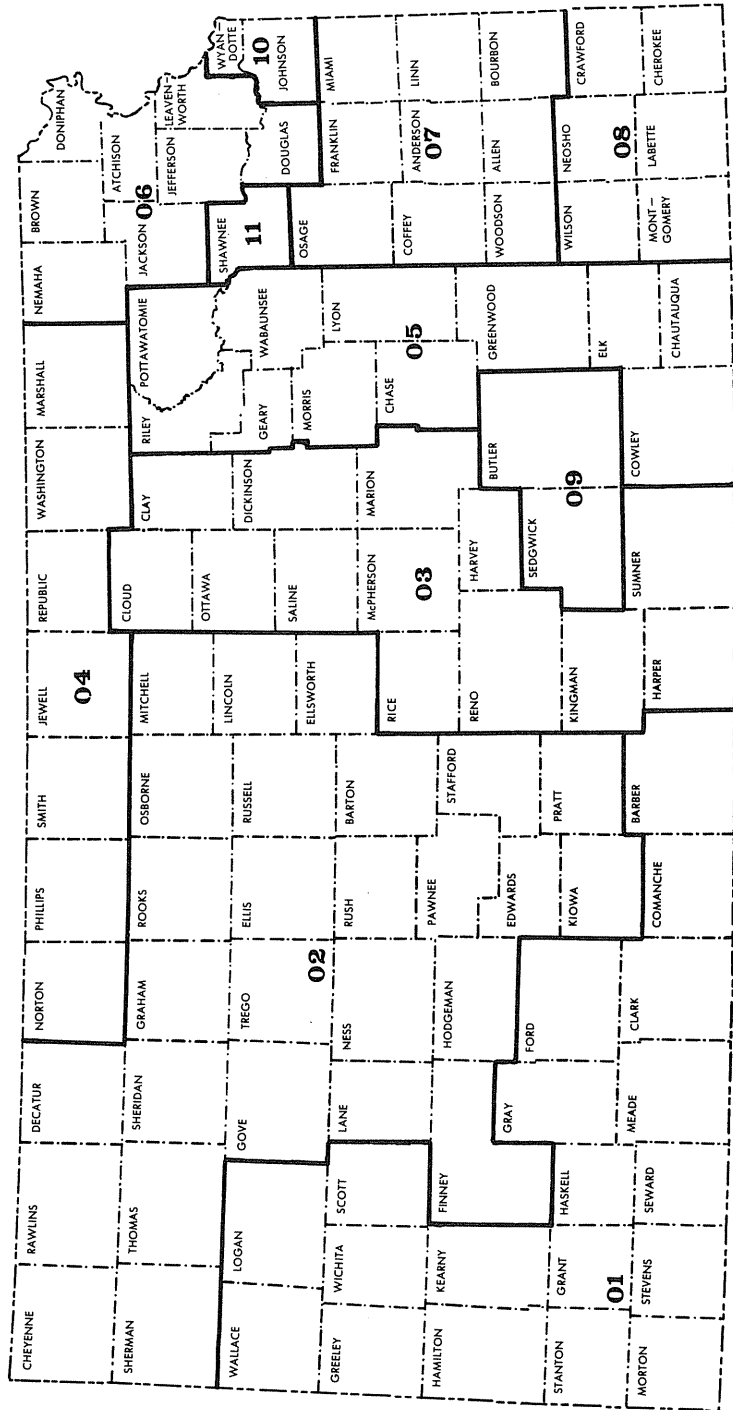 CHEYENNE
RAWLINS
DECATUR
NORTON
PHILLIPS
SMITH
JEWELL
REPUBLIC
WASHINGTON
MARSHALL
NEMAHA
BROWN
DONIPHAN
SHERMAN
THOMAS
SHERIDAN
GRAHAM
ROOKS
OSBORNE
MITCHELL
04
CLOUD
CLAY
RILEY
POTTAWATOMIE
JACKSON
ATCHISON
06
JEFFERSON
LEAVEN-
WORTH
WYAN-
DOTTE
WALLACE
LOGAN
GOVE
TREGO
ELLIS
RUSSELL
LINCOLN
OTTAWA
DICKINSON
GEARY
WABAUNSEE
SHAWNEE
11
DOUGLAS
JOHNSON
10
GREELEY
WICHITA
SCOTT
LANE
NESS
02
RUSH
BARTON
ELLSWORTH
SALINE
MORRIS
LYON
OSAGE
FRANKLIN
MIAMI
HAMILTON
KEARNY
FINNEY
HODGEMAN
PAWNEE
STAFFORD
RICE
McPHERSON
MARION
CHASE
05
COFFEY
ANDERSON
07
LINN
03
STANTON
GRANT
HASKELL
GRAY
FORD
EDWARDS
KIOWA
PRATT
RENO
KINGMAN
HARVEY
SEDGWICK
BUTLER
09
GREENWOOD
WOODSON
ALLEN
BOURBON
01
MORTON
STEVENS
SEWARD
MEADE
CLARK
COMANCHE
BARBER
HARPER
SUMNER
COWLEY
ELK
CHAUTAUQUA
WILSON
MONT-
GOMERY
NEOSHO
08
LABETTE
CRAWFORD
CHEROKEE